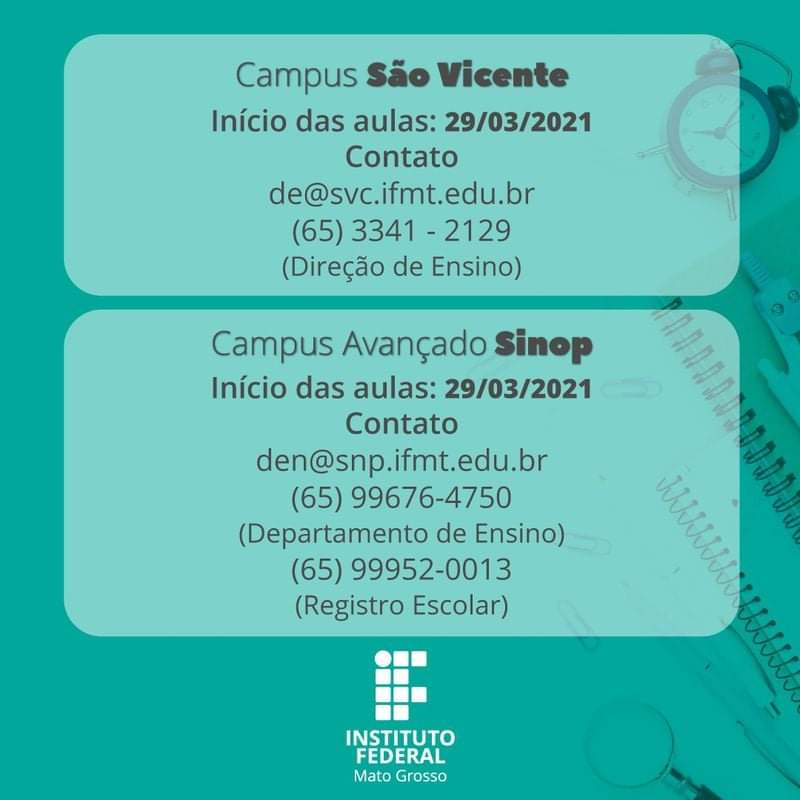 Campus São Vicente
Início das aulas: 29/03/2021
Contato
de@svc.ifmt.edu.br
(65) 3341 - 2129
(Direção de Ensino)
Campus Avançado Sinop
Início das aulas: 29/03/2021
Contato
den@snp.ifmt.edu.br
(65) 99676-4750
(Departamento de Ensino)
(65) 99952-0013
(Registro Escolar)
INSTITUTO
FEDERAL
Mato Grosso